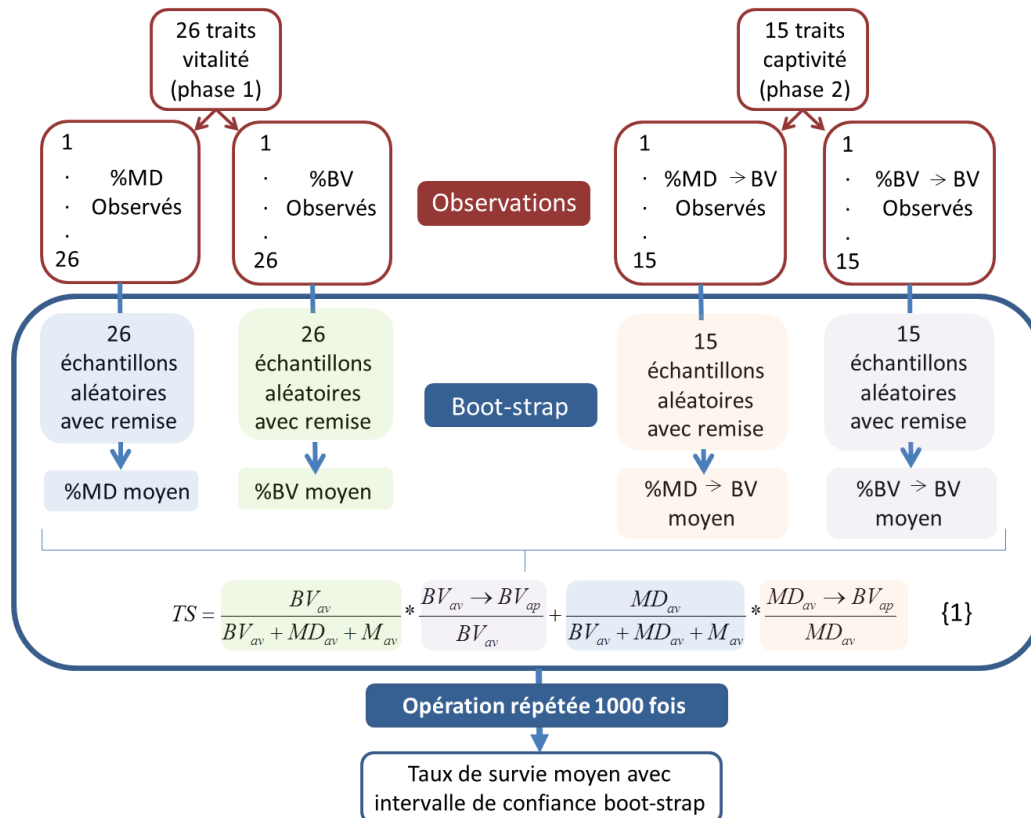 26 traits
vitalité
(phase 1)
15 traits
captivité
(phase 2)
1
.
. %MD
. Observés
.
26
1
.
. %BV
. Observés
.
26
Observations
1
. %MD → BV
. Observés
.
15
1
. %BV → BV
. Observés
.
15
26
échantillons
aléatoires
avec remise
26
échantillons
aléatoires
avec remise
Boot-strap
15
échantillons
aléatoires
avec remise
15
échantillons
aléatoires
avec remise
%MD moyen
%BV moyen
%MD → BV
moyen
%BV → BV
moyen
TS = BV_av / (BV_av + MD_av + M_av) * (BV_av → BV_ap) / BV_av + MD_av / (BV_av + MD_av + M_av) * (MD_av → BV_ap) / MD_av {1}
Opération répétée 1000 fois
Taux de survie moyen avec
intervalle de confiance boot-strap